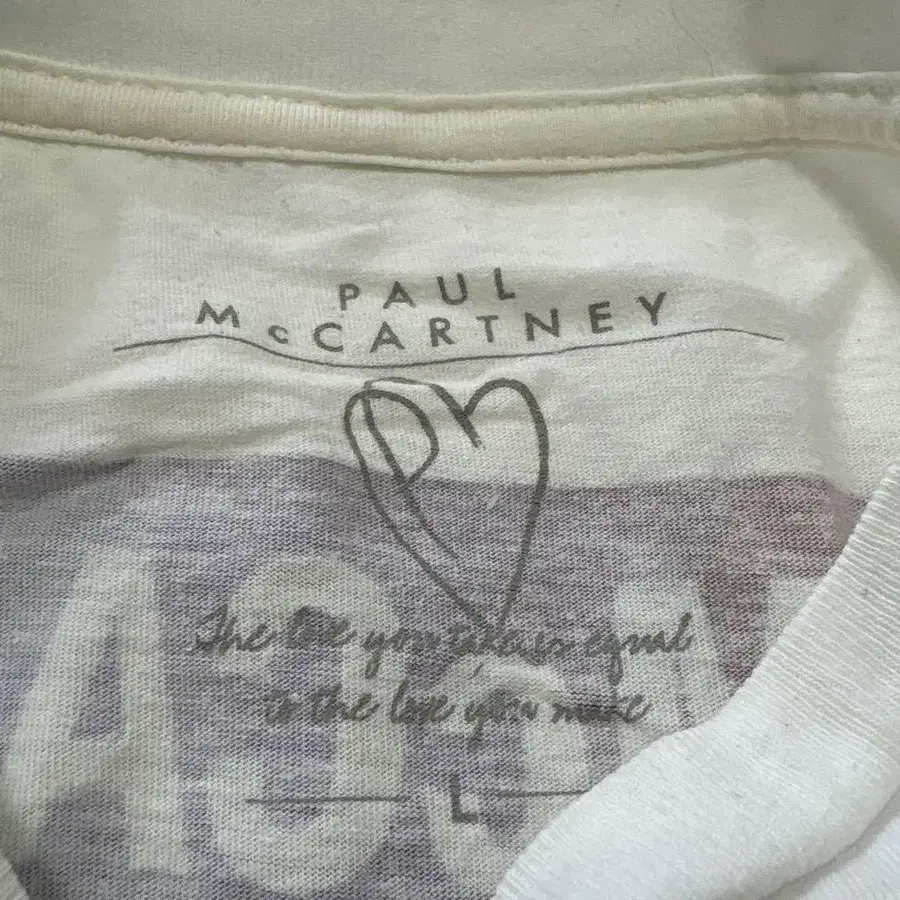 PAUL
McCARTNEY
The love you take is equal
to the love you make
L